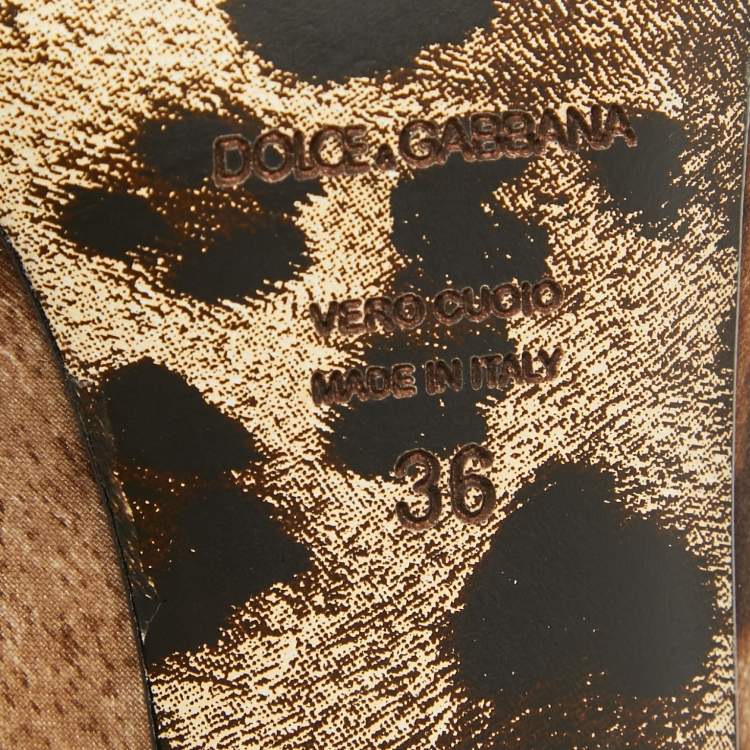 DOLCE & GABBANA
VERO CUOIO
MADE IN ITALY
36